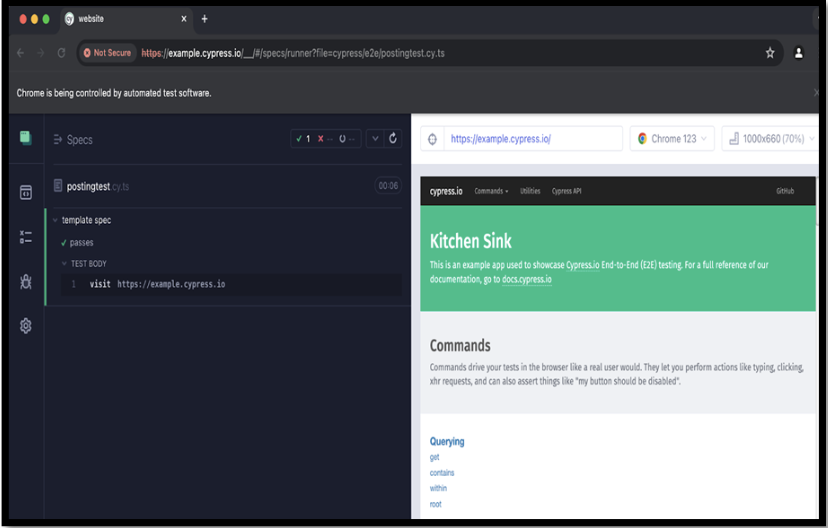 cy website × +
Not Secure https://example.cypress.io/__/#/specs/runner?file=cypress/e2e/postingtest.cy.ts
Chrome is being controlled by automated test software.
Specs
✓ 1 x -- --
postingtest.cy.ts 00:06
template spec
✓ passes
TEST BODY
1 visit https://example.cypress.io
https://example.cypress.io/ Chrome 123 1000x660 (70%)
cypress.io Commands Utilities Cypress API GitHub
Kitchen Sink
This is an example app used to showcase Cypress.io End-to-End (E2E) testing. For a full reference of our
documentation, go to docs.cypress.io
Commands
Commands drive your tests in the browser like a real user would. They let you perform actions like typing, clicking,
xhr requests, and can also assert things like "my button should be disabled".
Querying
get
contains
within
root